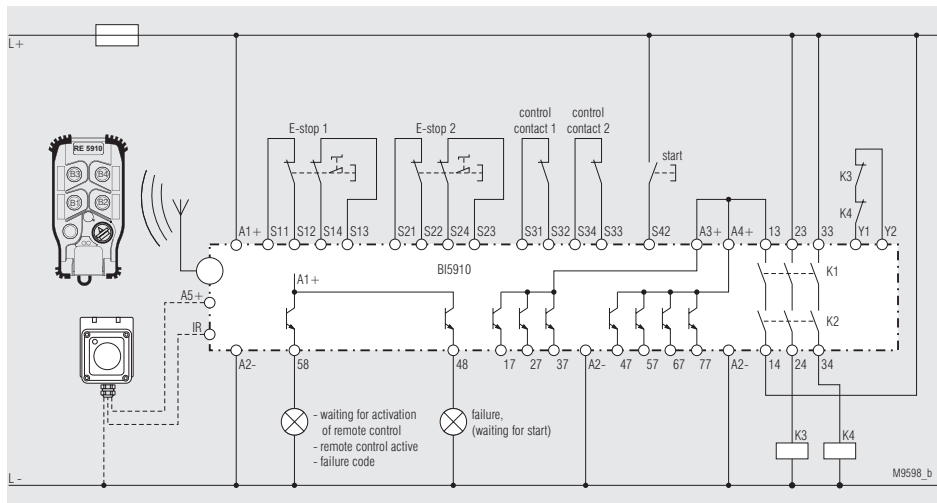 L+
E-stop 1
E-stop 2
control
contact 1
control
contact 2
start
RE 5910
B3
B4
B1
B2
K3
K4
A1+
S11
S12
S14
S13
S21
S22
S24
S23
S31
S32
S34
S33
S42
A3+
A4+
13
23
33
Y1
Y2
BI5910
A1+
K1
A5+
K2
IR
A2-
58
48
17
27
37
A2-
47
57
67
77
A2-
14
24
34
- waiting for activation
of remote control
- remote control active
- failure code
failure,
(waiting for start)
K3
K4
M9598_b
L -